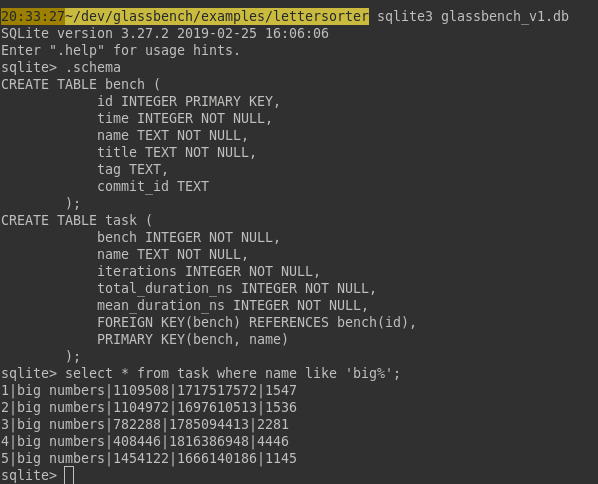 20:33:27~/dev/glassbench/examples/lettersorter sqlite3 glassbench_v1.db
SQLite version 3.27.2 2019-02-25 16:06:06
Enter ".help" for usage hints.
sqlite> .schema
CREATE TABLE bench (
            id INTEGER PRIMARY KEY,
            time INTEGER NOT NULL,
            name TEXT NOT NULL,
            title TEXT NOT NULL,
            tag TEXT,
            commit_id TEXT
        );
CREATE TABLE task (
            bench INTEGER NOT NULL,
            name TEXT NOT NULL,
            iterations INTEGER NOT NULL,
            total_duration_ns INTEGER NOT NULL,
            mean_duration_ns INTEGER NOT NULL,
            FOREIGN KEY(bench) REFERENCES bench(id),
            PRIMARY KEY(bench, name)
        );
sqlite> select * from task where name like 'big%';
1|big numbers|1109508|1717517572|1547
2|big numbers|1104972|1697610513|1536
3|big numbers|782288|1785094413|2281
4|big numbers|408446|1816386948|4446
5|big numbers|1454122|1666140186|1145
sqlite>